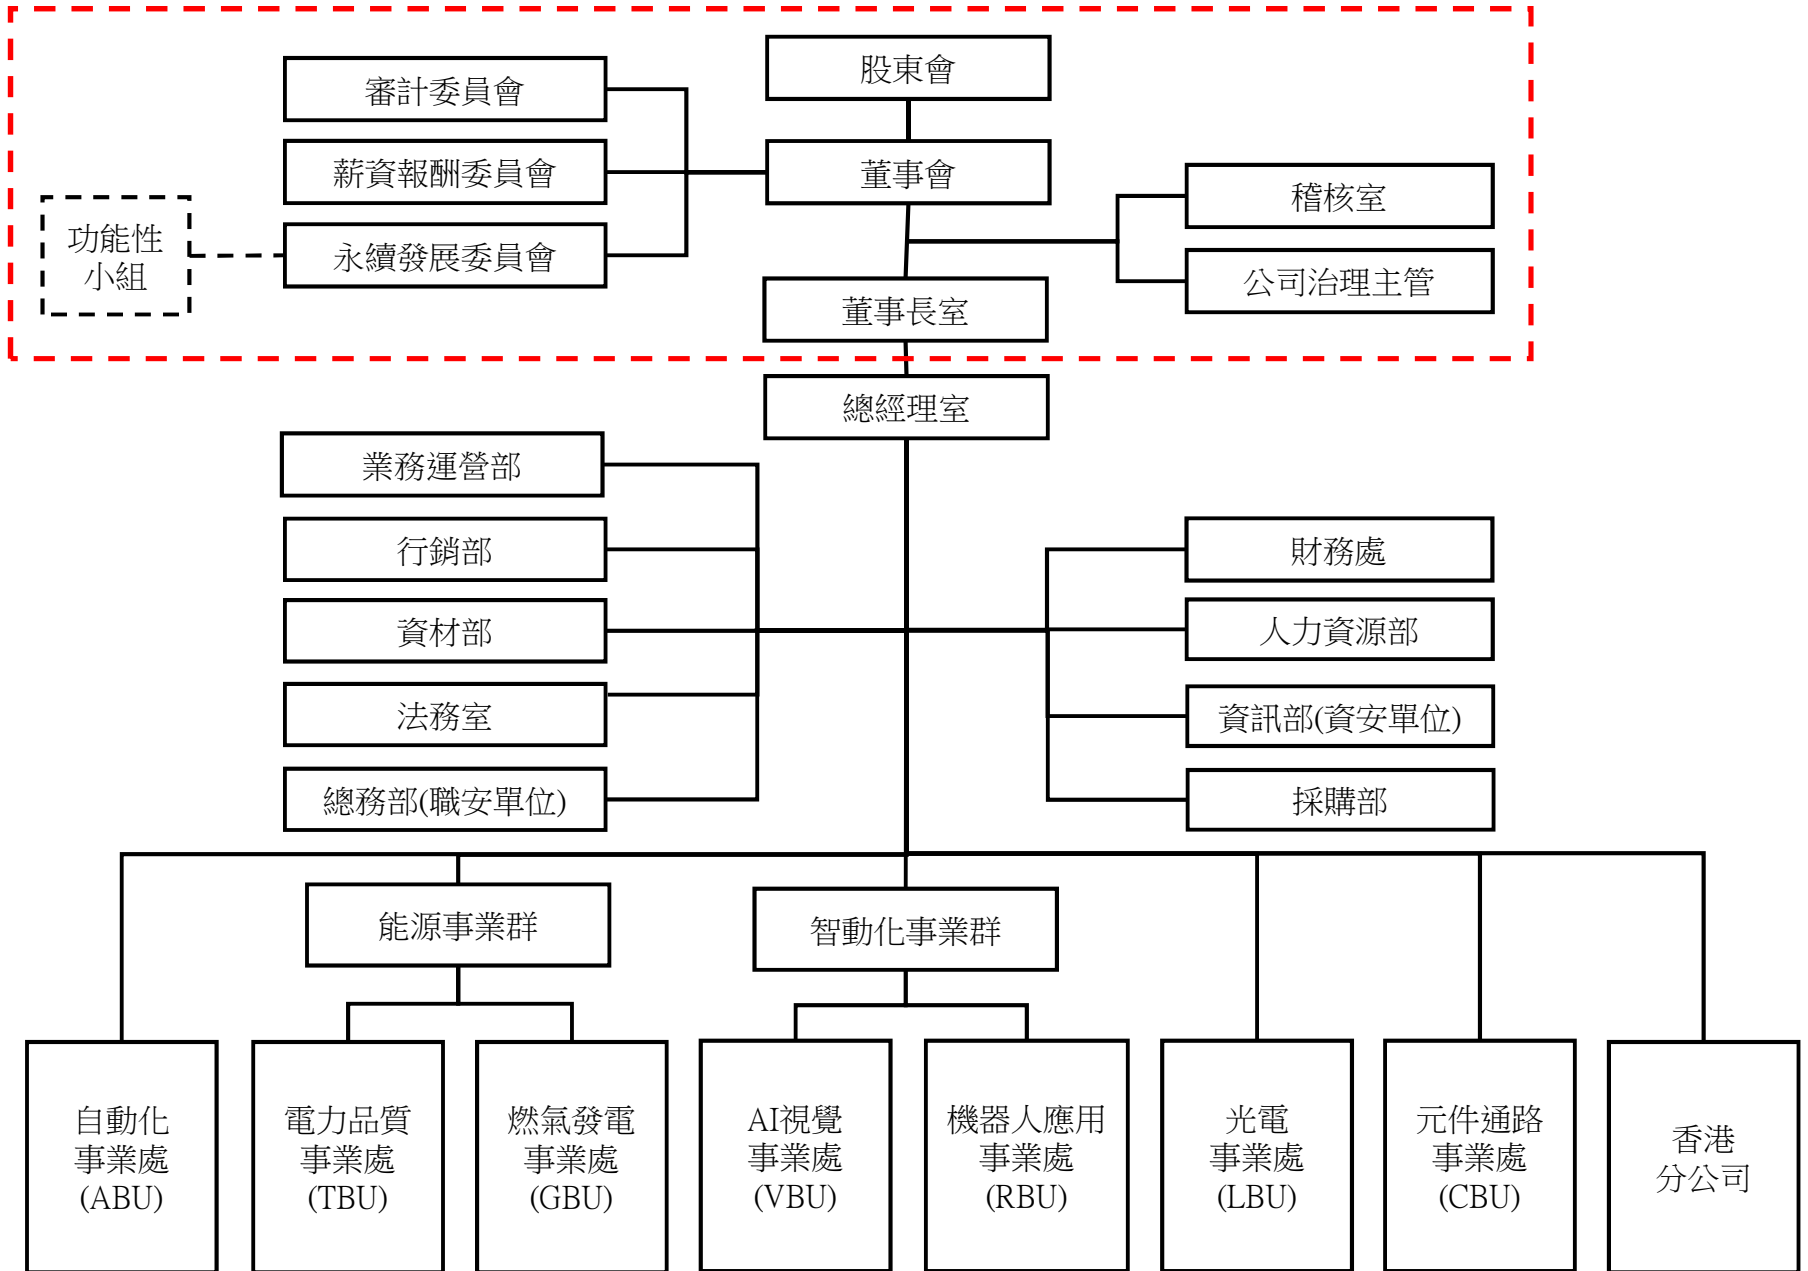 股東會
審計委員會
董事會
薪資報酬委員會
稽核室
功能性
小組
永續發展委員會
公司治理主管
董事長室
總經理室
業務運營部
行銷部
財務處
資材部
人力資源部
法務室
資訊部(資安單位)
總務部(職安單位)
採購部
能源事業群
智動化事業群
自動化
事業處
(ABU)
電力品質
事業處
(TBU)
燃氣發電
事業處
(GBU)
AI視覺
事業處
(VBU)
機器人應用
事業處
(RBU)
光電
事業處
(LBU)
元件通路
事業處
(CBU)
香港
分公司